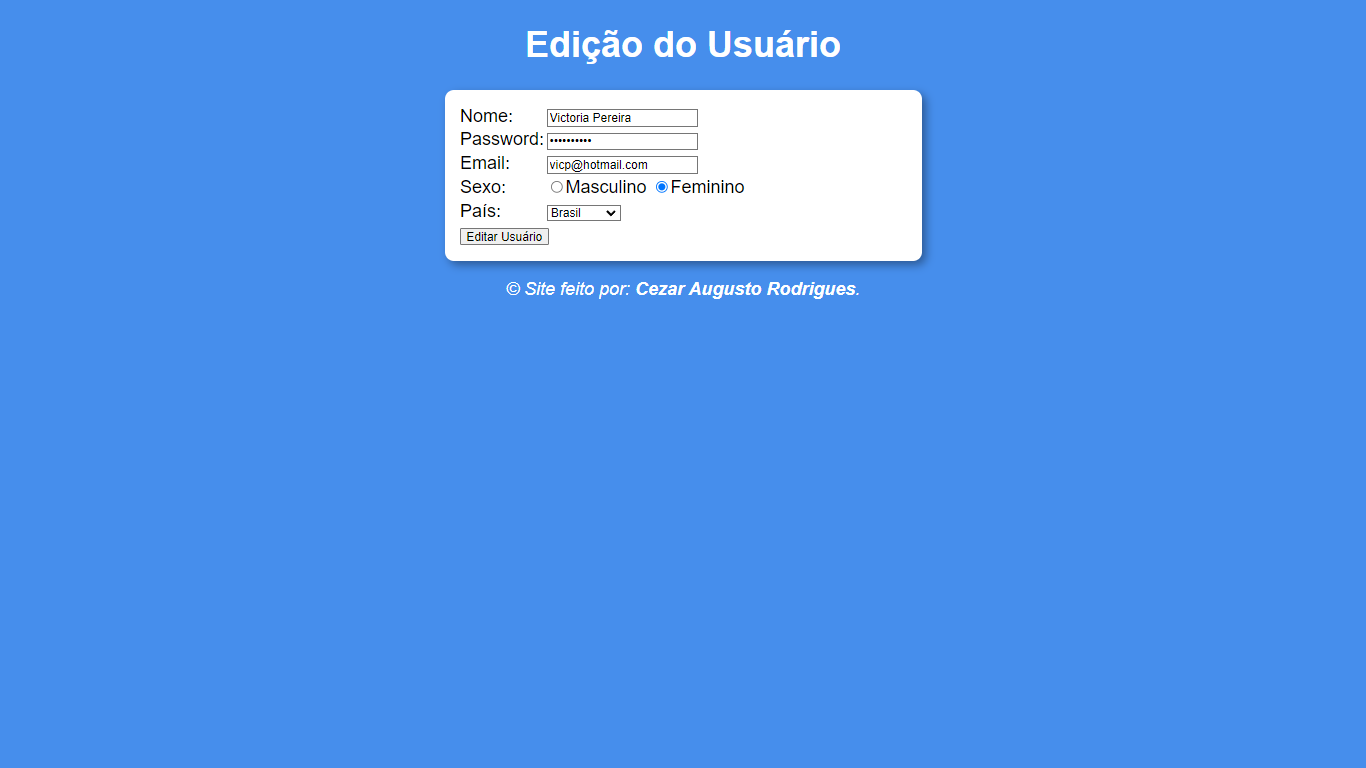 Edição do Usuário
Nome: Victoria Pereira
Password: ••••••••••
Email: vicp@hotmail.com
Sexo: Masculino Feminino
País: Brasil
Editar Usuário
© Site feito por: Cezar Augusto Rodrigues.